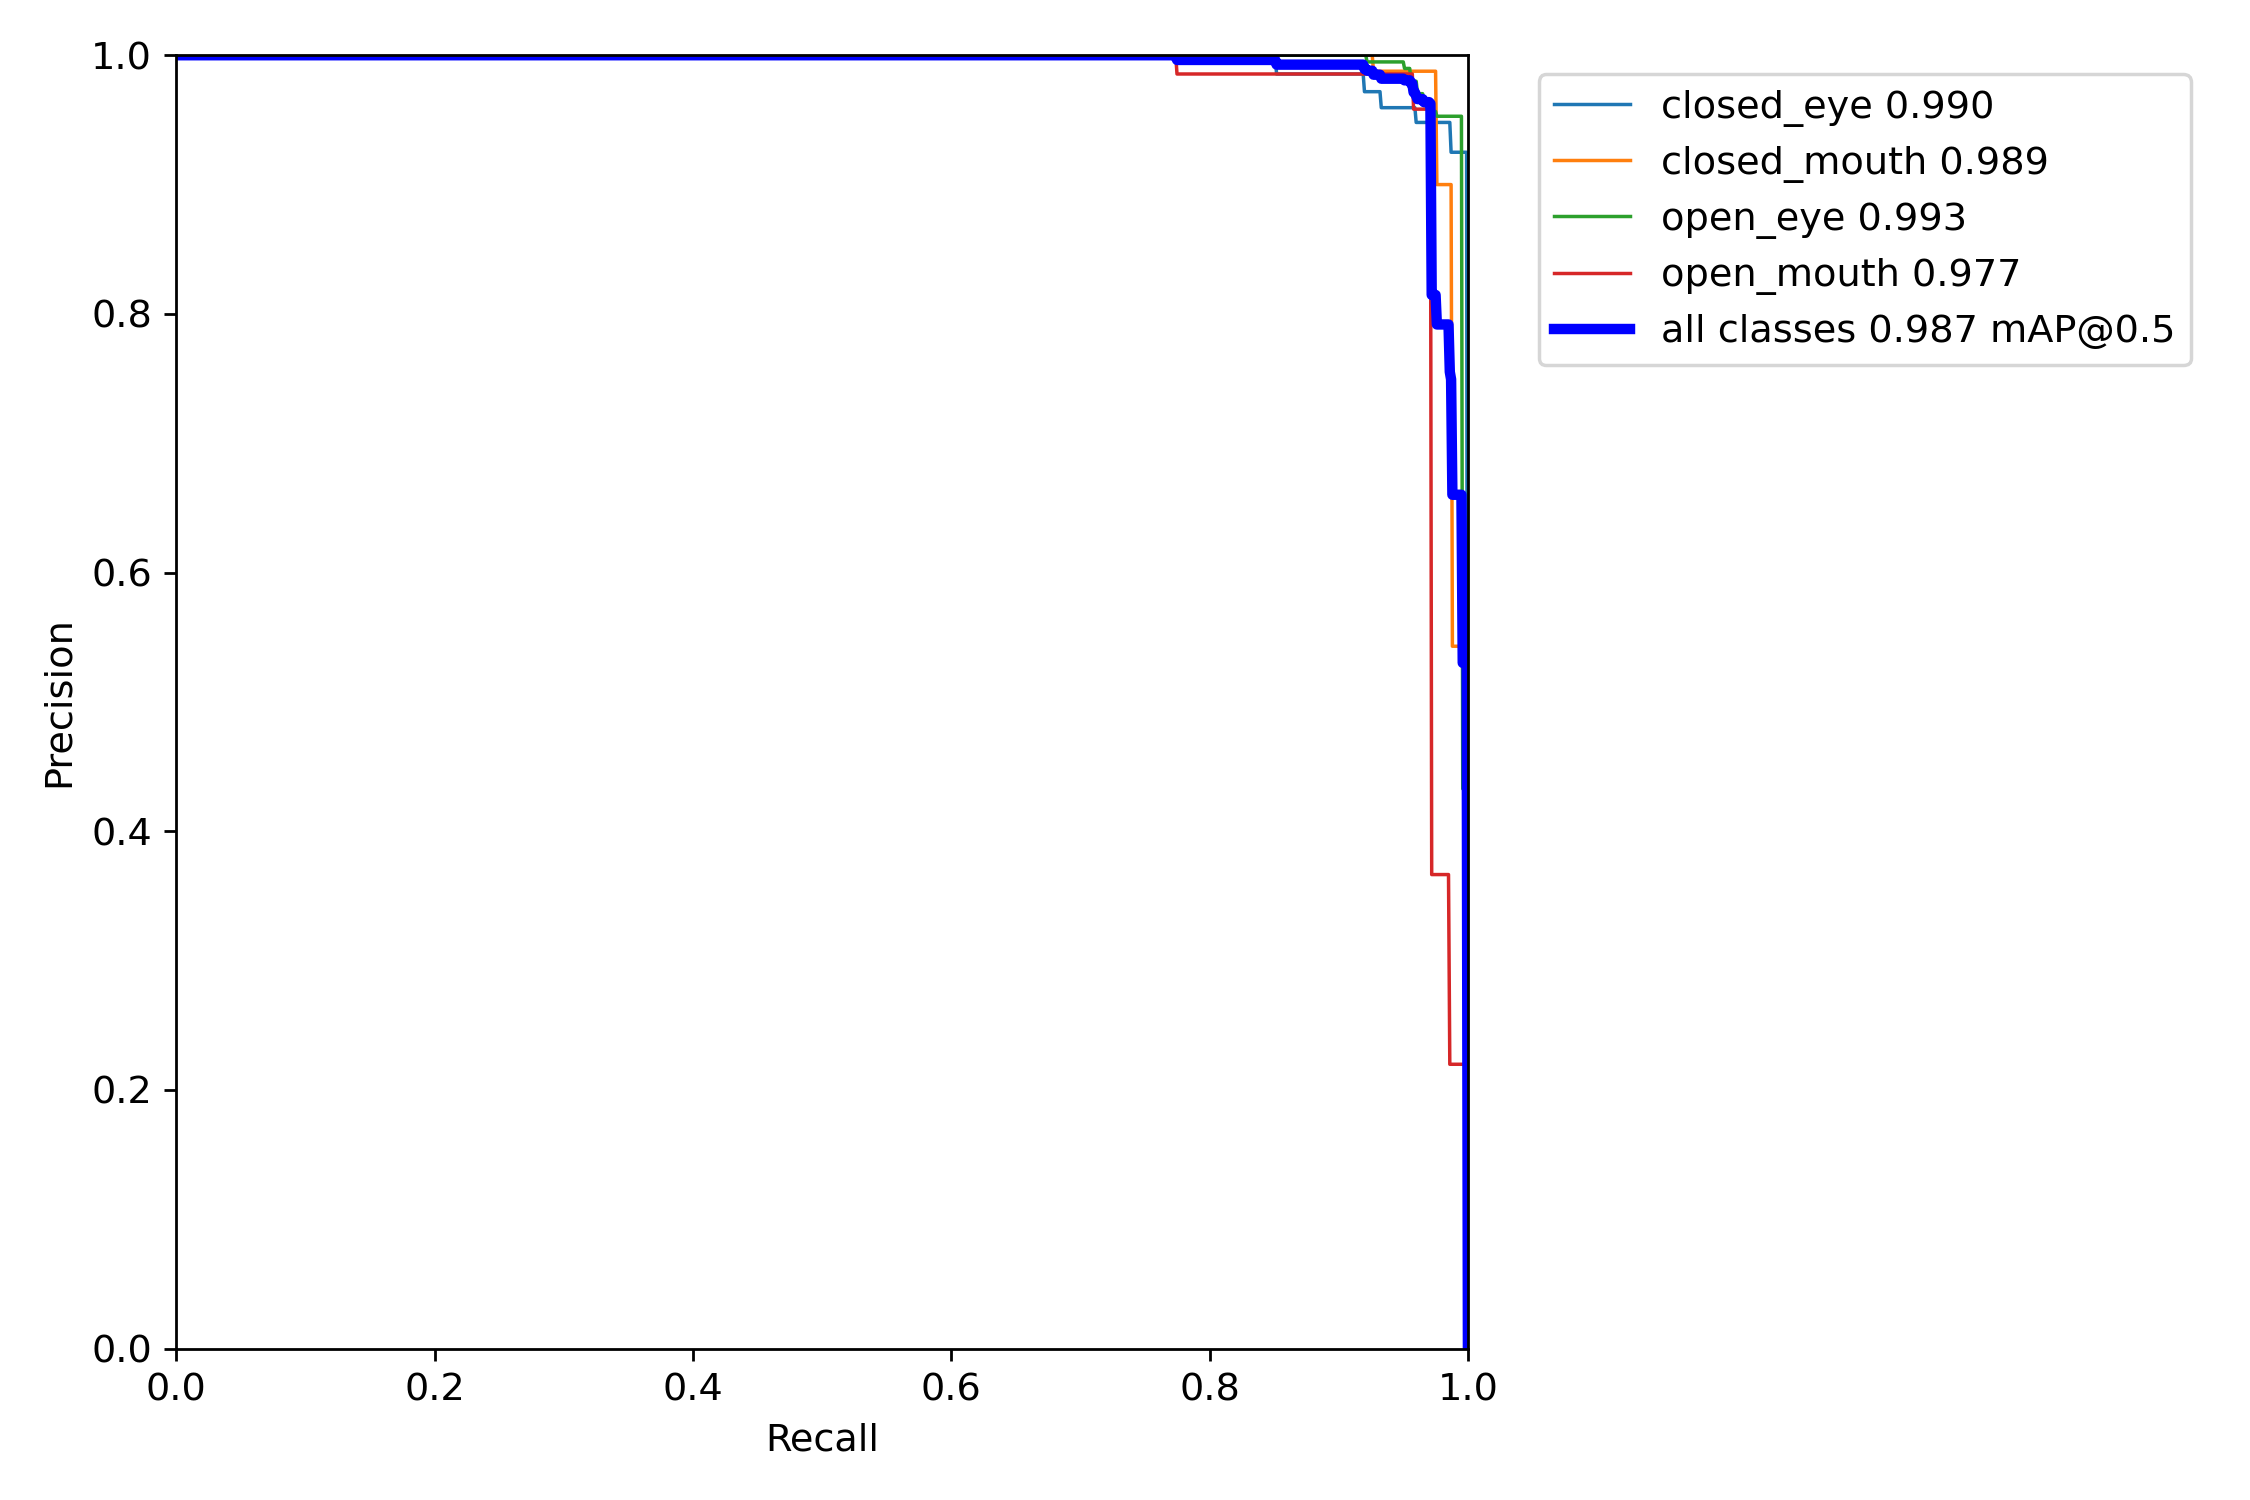 1.0
0.8
0.6
0.4
0.2
0.0
Precision
0.0 0.2 0.4 0.6 0.8 1.0
Recall
closed_eye 0.990
closed_mouth 0.989
open_eye 0.993
open_mouth 0.977
all classes 0.987 mAP@0.5